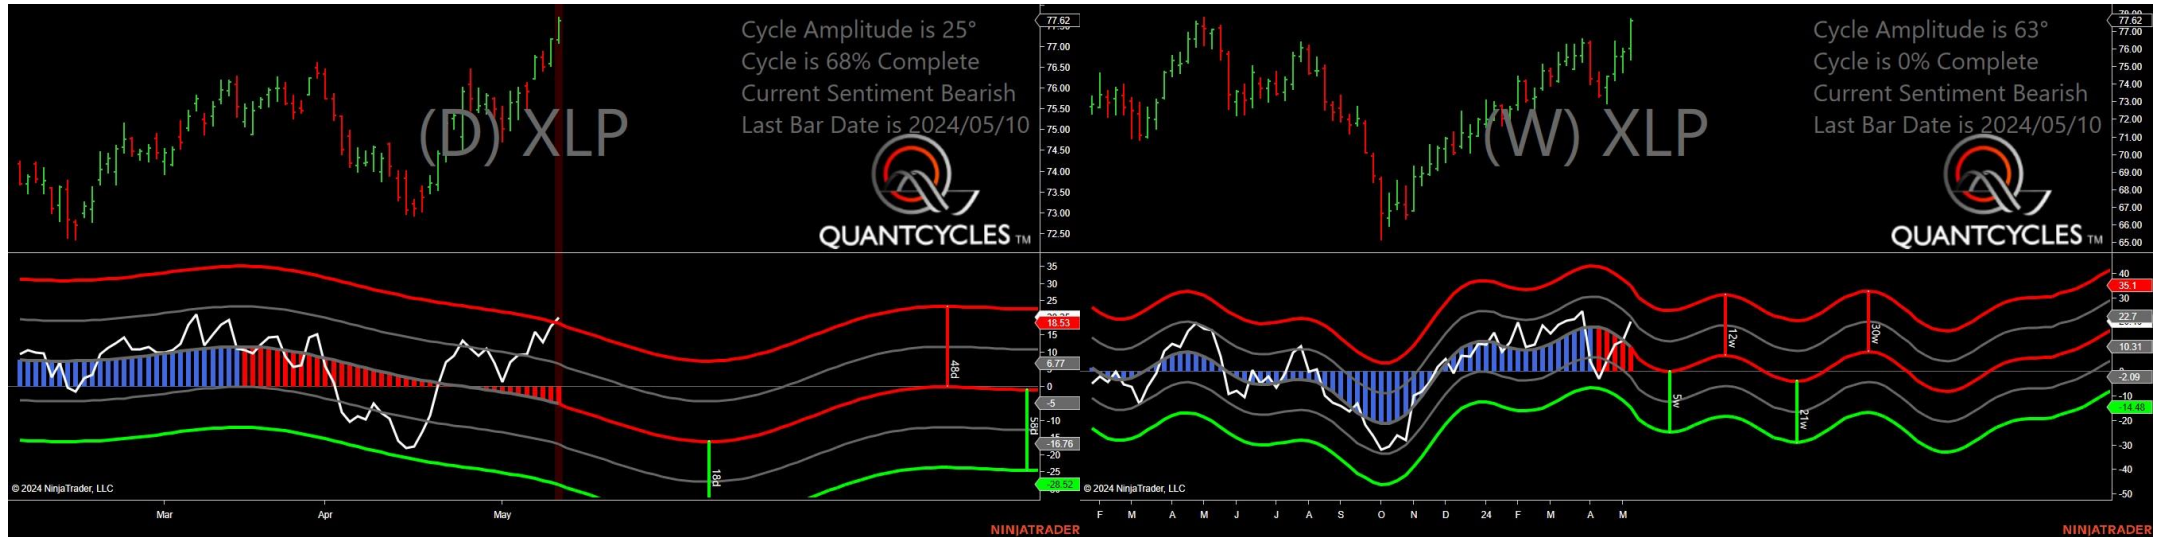 Cycle Amplitude is 25°
Cycle is 68% Complete
Current Sentiment Bearish
Last Bar Date is 2024/05/10
(D) XLP
QUANTCYCLES TM
77.62
77.00
76.50
76.00
75.50
75.00
74.50
74.00
73.50
73.00
72.50
35
30
25
18.53
15
10
6.77
0
-5
-10
-16.76
-20
-25
-28.52
48d
58d
18d
© 2024 NinjaTrader, LLC
Mar
Apr
May
NINJATRADER
Cycle Amplitude is 63°
Cycle is 0% Complete
Current Sentiment Bearish
Last Bar Date is 2024/05/10
(W) XLP
QUANTCYCLES TM
78.00
77.62
77.00
76.00
75.00
74.00
73.00
72.00
71.00
70.00
69.00
68.00
67.00
66.00
65.00
40
35.1
30
22.7
10.31
-2.09
-10
-14.48
-20
-30
-40
-50
12w
30w
5w
21w
© 2024 NinjaTrader, LLC
F M A M J J A S O N D 24 F M A M
NINJATRADER